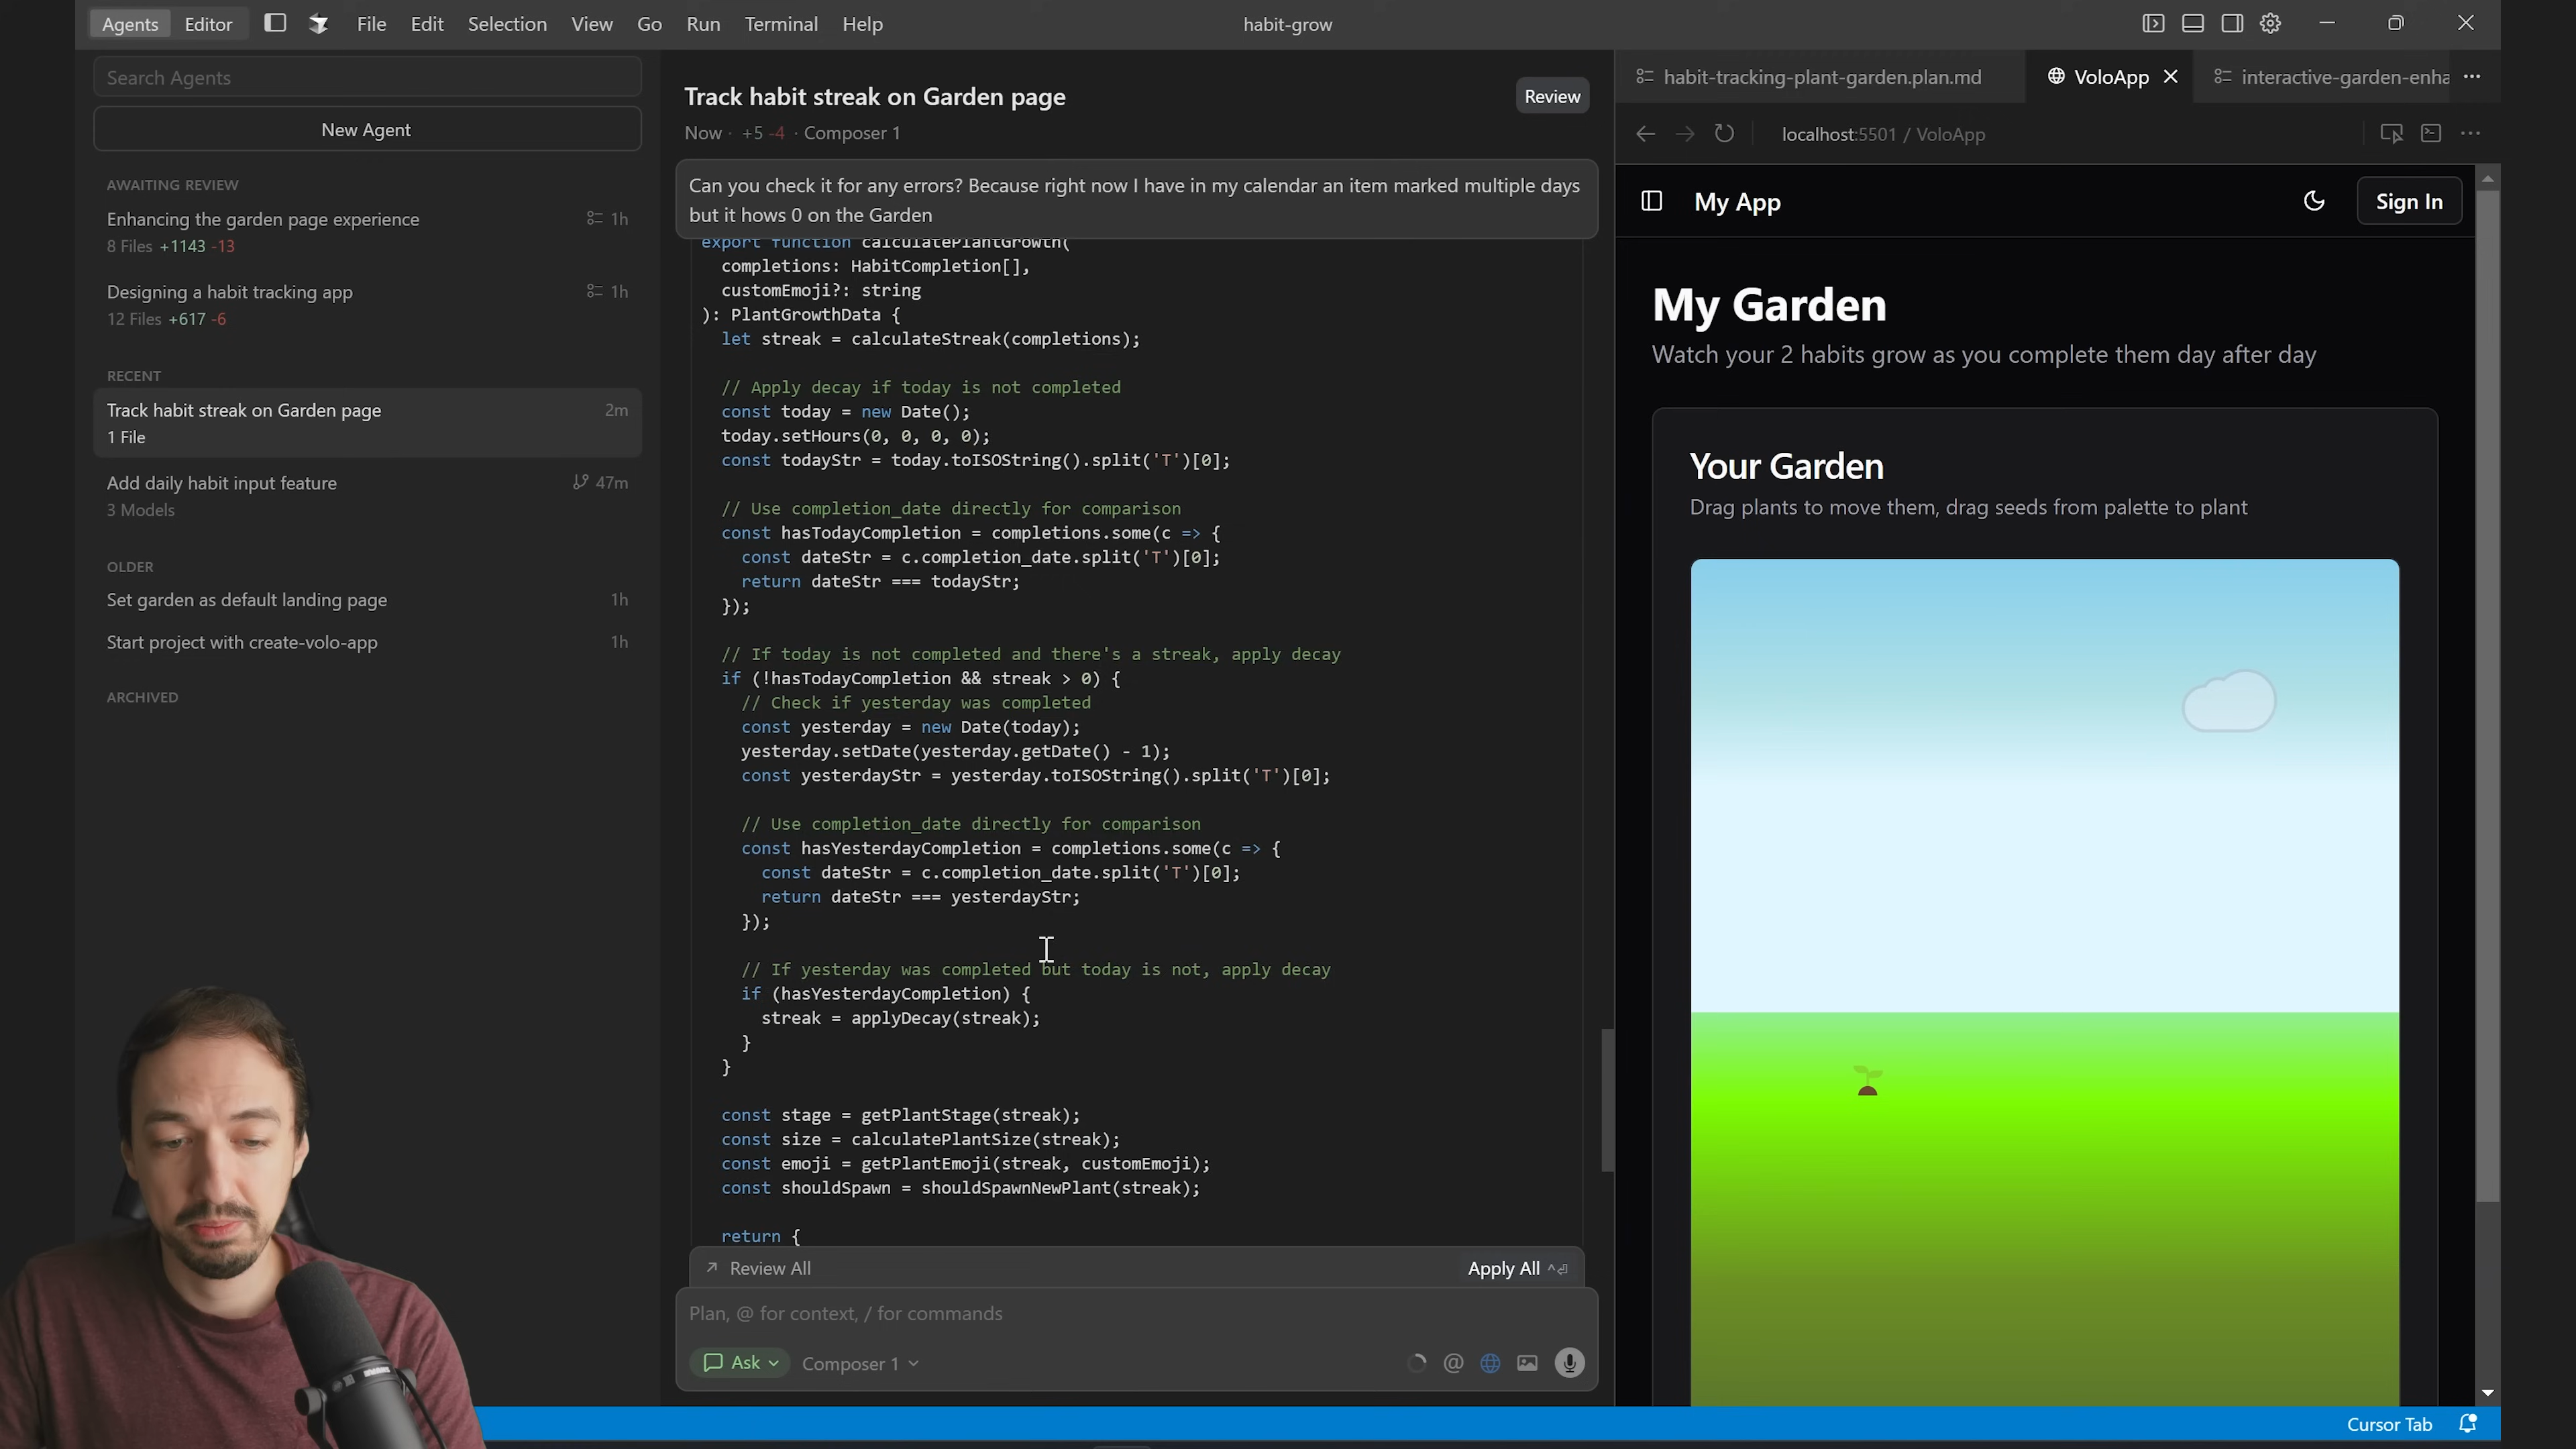 Agents Editor File Edit Selection View Go Run Terminal Help habit-grow
Search Agents
New Agent
AWAITING REVIEW
Enhancing the garden page experience 1h
8 Files +1143 -13
Designing a habit tracking app 1h
12 Files +617 -6
RECENT
Track habit streak on Garden page 2m
1 File
Add daily habit input feature 47m
3 Models
OLDER
Set garden as default landing page 1h
Start project with create-volo-app 1h
ARCHIVED
Track habit streak on Garden page Review
Now · +5 -4 · Composer 1
Can you check it for any errors? Because right now I have in my calendar an item marked multiple days
but it hows 0 on the Garden
export function calculatePlantGrowth(
completions: HabitCompletion[],
customEmoji?: string
): PlantGrowthData {
let streak = calculateStreak(completions);
// Apply decay if today is not completed
const today = new Date();
today.setHours(0, 0, 0, 0);
const todayStr = today.toISOString().split('T')[0];
// Use completion_date directly for comparison
const hasTodayCompletion = completions.some(c => {
const dateStr = c.completion_date.split('T')[0];
return dateStr === todayStr;
});
// If today is not completed and there's a streak, apply decay
if (!hasTodayCompletion && streak > 0) {
// Check if yesterday was completed
const yesterday = new Date(today);
yesterday.setDate(yesterday.getDate() - 1);
const yesterdayStr = yesterday.toISOString().split('T')[0];
// Use completion_date directly for comparison
const hasYesterdayCompletion = completions.some(c => {
const dateStr = c.completion_date.split('T')[0];
return dateStr === yesterdayStr;
});
// If yesterday was completed but today is not, apply decay
if (hasYesterdayCompletion) {
streak = applyDecay(streak);
}
}
const stage = getPlantStage(streak);
const size = calculatePlantSize(streak);
const emoji = getPlantEmoji(streak, customEmoji);
const shouldSpawn = shouldSpawnNewPlant(streak);
return {
Review All Apply All ^⏎
Plan, @ for context, / for commands
Ask Composer 1 @
habit-tracking-plant-garden.plan.md VoloApp interactive-garden-enha
localhost:5501 / VoloApp
My App Sign In
My Garden
Watch your 2 habits grow as you complete them day after day
Your Garden
Drag plants to move them, drag seeds from palette to plant
Cursor Tab